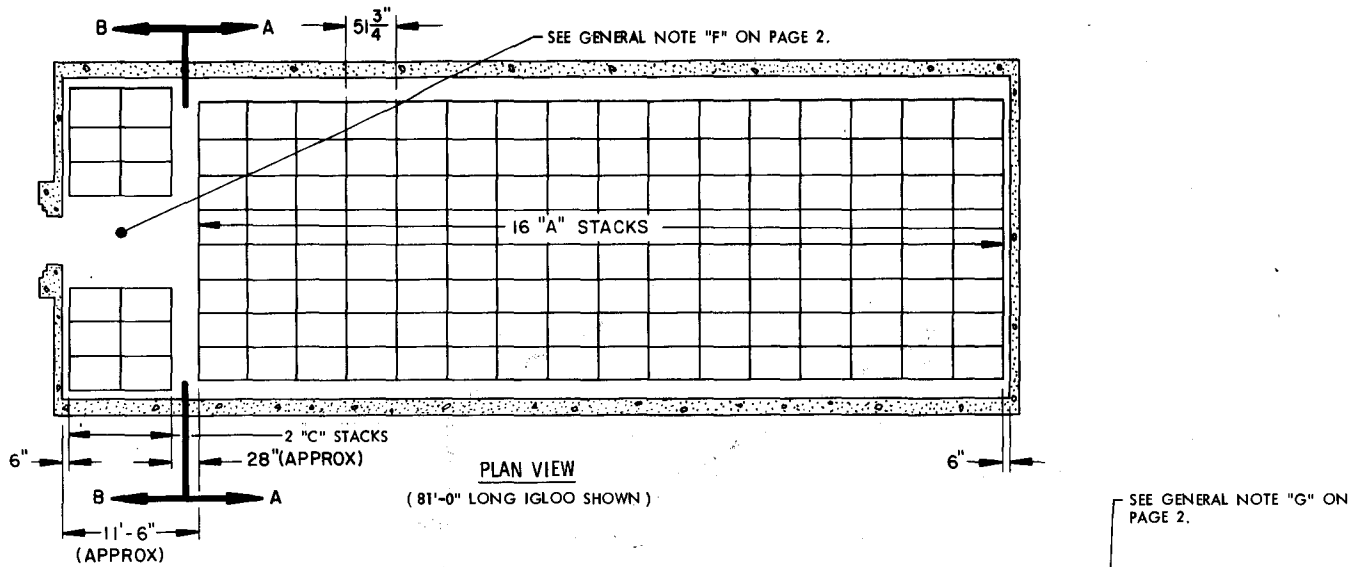 B A
51 3/4"
SEE GENERAL NOTE "F" ON PAGE 2.
16 "A" STACKS
2 "C" STACKS
6"
28"(APPROX)
6"
PLAN VIEW
(81'-0" LONG IGLOO SHOWN)
B A
11'-6"
(APPROX)
SEE GENERAL NOTE "G" ON
PAGE 2.